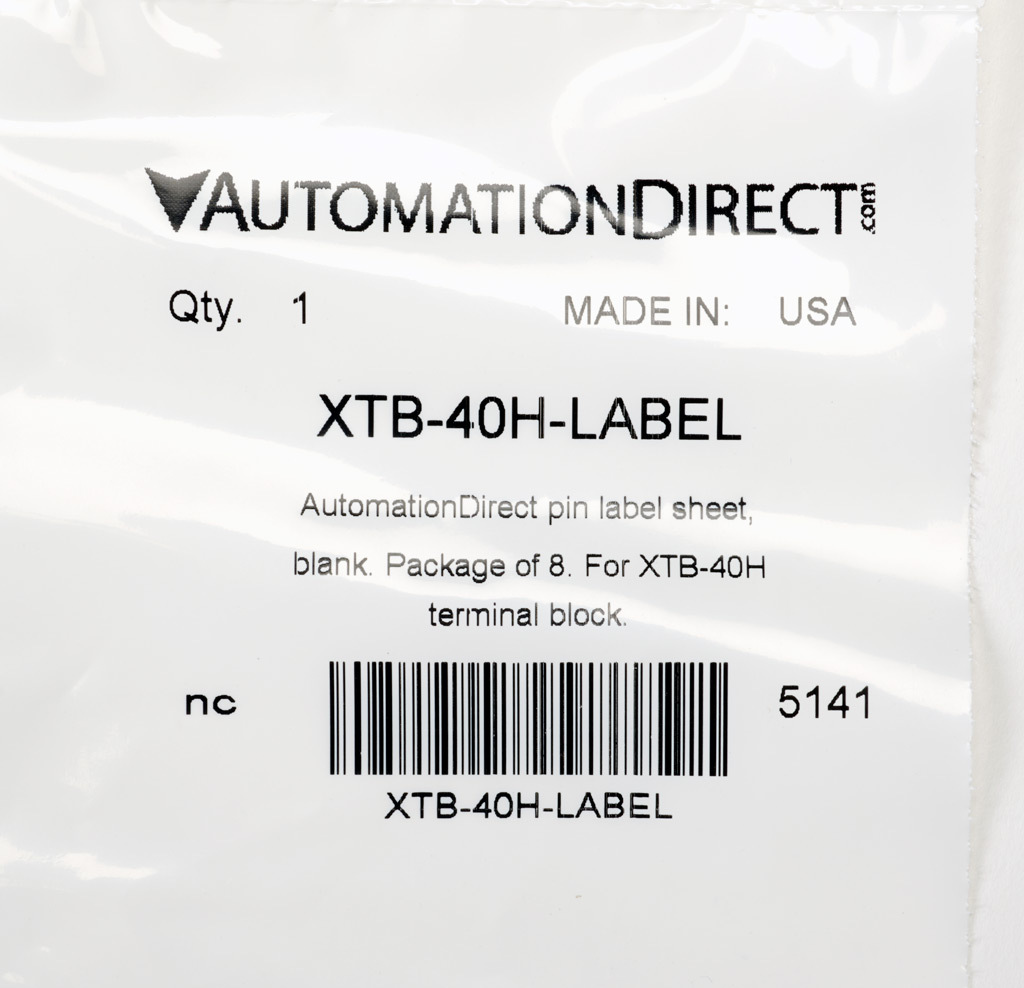 AUTOMATIONDIRECT.com
Qty. 1 MADE IN: USA
XTB-40H-LABEL
AutomationDirect pin label sheet,
blank. Package of 8. For XTB-40H
terminal block.
nc 5141
XTB-40H-LABEL